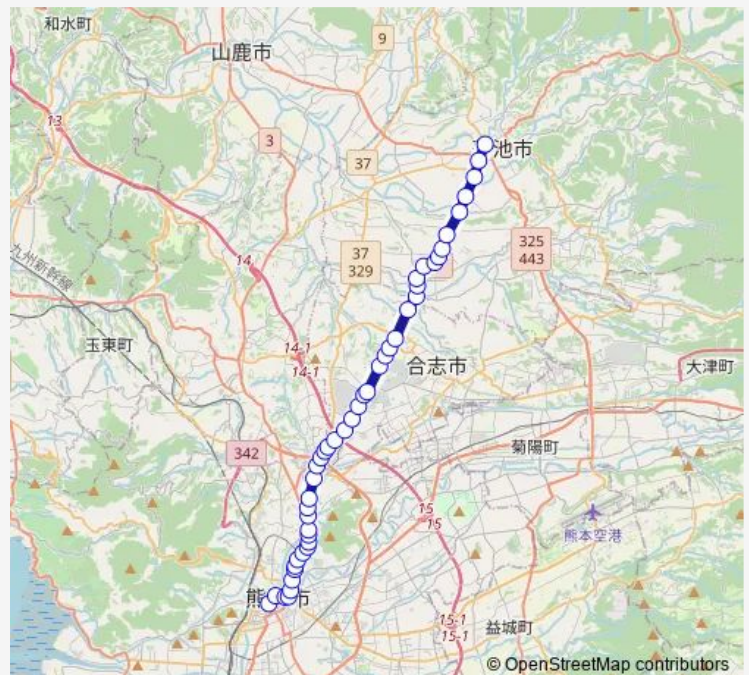 和水町
山鹿市
9
13
3
37
池市
37
329
325
443
九州新幹線
14
玉東町
14-1
14-1
合志市
大津町
342
菊陽町
15
15
熊本空港
熊
市
15-1
15-1
益城町
© OpenStreetMap contributors